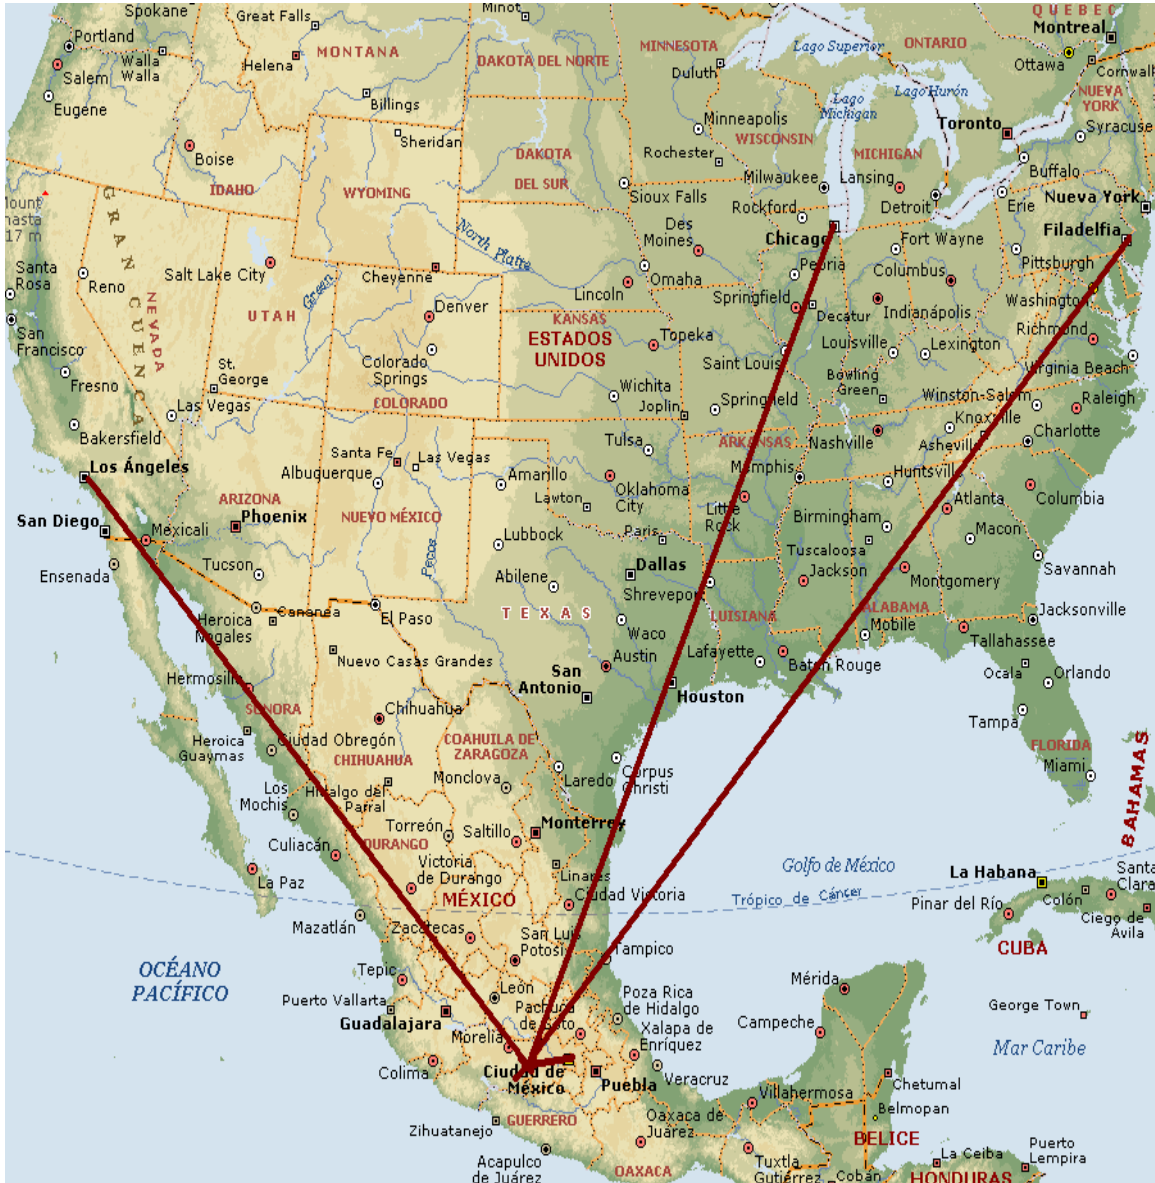 Spokane
Great Falls
Minot
QUEBEC
Portland
MONTANA
MINNESOTA
Lago Superior
ONTARIO
Montreal
Walla
Walla
Helena
DAKOTA DEL NORTE
Duluth
Ottawa
Cornwall
Salem
Eugene
Billings
Lago
Michigan
Lago Hurón
NUEVA
YORK
Minneapolis
WISCONSIN
Toronto
Syracuse
Sheridan
Boise
DAKOTA
DEL SUR
Rochester
MICHIGAN
Buffalo
IDAHO
WYOMING
Sioux Falls
Milwaukee
Lansing
Rockford
Detroit
Erie
Nueva York
Mount
17 m
GRAN CUENCA
North Platte
Des
Moines
Chicago
Fort Wayne
Filadelfia
Pittsburgh
Santa
Rosa
Reno
Salt Lake City
Green
Cheyenne
Omaha
Lincoln
Peoria
Columbus
Washington
NEVADA
UTAH
Denver
KANSAS
ESTADOS
UNIDOS
Springfield
Decatur
Indianápolis
Richmond
San
Francisco
Topeka
Saint Louis
Louisville
Lexington
Virginia Beach
Fresno
St.
George
Colorado
Springs
COLORADO
Wichita
Joplin
Springfield
Bowling
Green
Winston-Salem
Raleigh
Las Vegas
Bakersfield
Tulsa
ARKANSAS
Nashville
Knoxville
Asheville
Charlotte
Los Ángeles
Santa Fe
Las Vegas
Albuquerque
Amarillo
Oklahoma
City
Memphis
Huntsville
Columbia
ARIZONA
Phoenix
NUEVO MÉXICO
Lawton
Little
Rock
Birmingham
Atlanta
San Diego
Mexicali
Pecos
Lubbock
Paris
Tuscaloosa
Macon
Ensenada
Tucson
Abilene
Dallas
Shreveport
Jackson
Montgomery
Savannah
Heroica
Nogales
Cananea
El Paso
TEXAS
LUISIANA
ALABAMA
Jacksonville
Waco
Mobile
Tallahassee
Nuevo Casas Grandes
Austin
Lafayette
Baton Rouge
Hermosillo
San
Antonio
Houston
Ocala
Orlando
SONORA
Chihuahua
Tampa
Heroica
Guaymas
Ciudad Obregón
CHIHUAHUA
COAHUILA DE
ZARAGOZA
FLORIDA
Miami
BAHAMAS
Monclova
Laredo
Corpus
Christi
Los
Mochis
Hidalgo del
Parral
Torreón
Saltillo
Monterrey
Culiacán
DURANGO
La Paz
Victoria
de Durango
Linares
Golfo de México
La Habana
Santa
Clara
MÉXICO
Ciudad Victoria
Trópico de Cáncer
Pinar del Río
Colón
Ciego de
Ávila
Mazatlán
Zacatecas
San Luis
Potosí
Tampico
CUBA
OCÉANO
PACÍFICO
Tepic
León
Mérida
Puerto Vallarta
Pachuca
de Soto
Poza Rica
de Hidalgo
George Town
Guadalajara
Morelia
Xalapa de
Enríquez
Campeche
Mar Caribe
Colima
Ciudad de
México
Puebla
Veracruz
Chetumal
Villahermosa
Belmopan
Zihuatanejo
GUERRERO
Oaxaca de
Juárez
BELICE
Acapulco
de Juárez
OAXACA
Tuxtla
Gutiérrez
La Ceiba
Puerto
Lempira
Cobán
HONDURAS